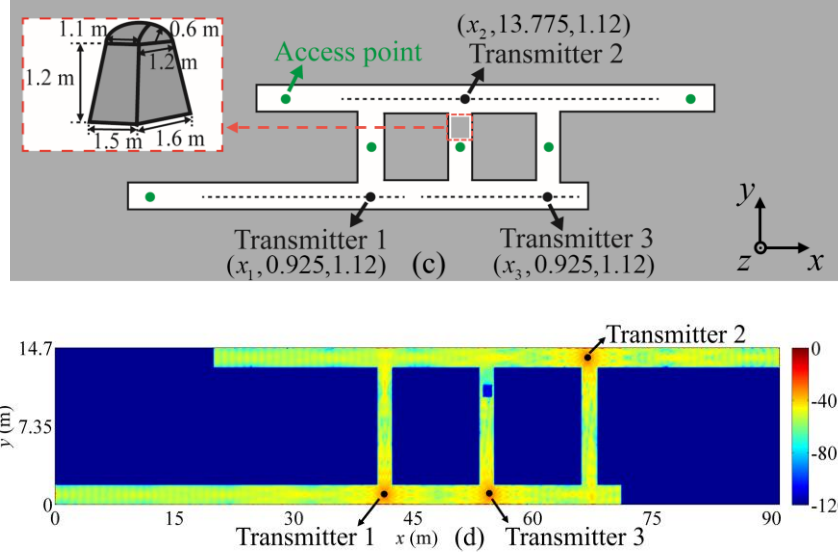 1.1 m
0.6 m
1.2 m
1.2 m
1.5 m
1.6 m
Access point
(x₂,13.775,1.12)
Transmitter 2
Transmitter 1
(x₁,0.925,1.12)
(c)
Transmitter 3
(x₃,0.925,1.12)
y
z
x
Transmitter 2
14.7
7.35
0
y (m)
0
-40
-80
-120
0
15
30
45
60
75
90
Transmitter 1
x (m)
(d)
Transmitter 3